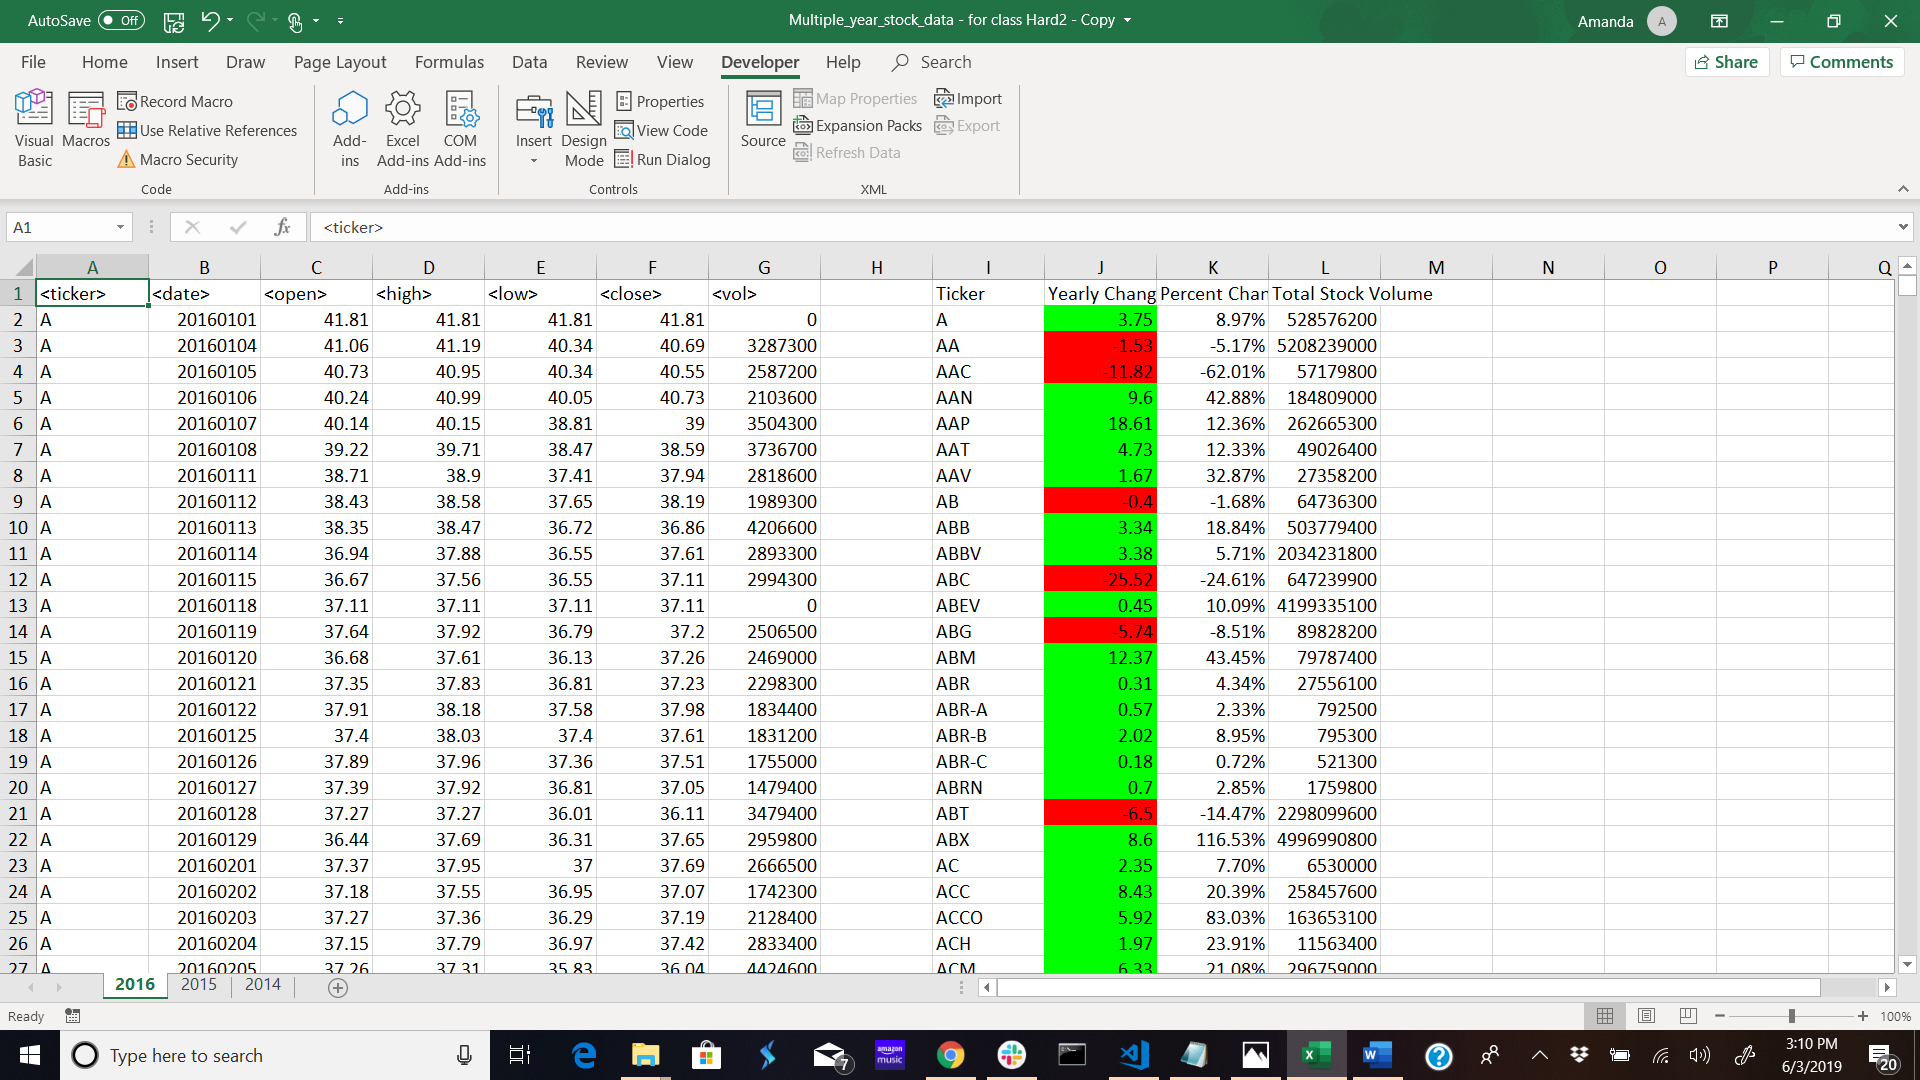 AutoSave Off
Multiple_year_stock_data - for class Hard2 - Copy
Amanda A
File Home Insert Draw Page Layout Formulas Data Review View Developer Help Search
Share Comments
Visual Basic
Macros
Record Macro
Use Relative References
Macro Security
Code
Add-ins
Excel Add-ins
COM Add-ins
Add-ins
Insert
Design Mode
Properties
View Code
Run Dialog
Controls
Source
Map Properties
Expansion Packs
Refresh Data
Import
Export
XML
A1 fx <ticker>
A B C D E F G H I J K L M N O P Q
1 <ticker> <date> <open> <high> <low> <close> <vol> Ticker Yearly Chang Percent Chan Total Stock Volume
2 A 20160101 41.81 41.81 41.81 41.81 0 A 3.75 8.97% 528576200
3 A 20160104 41.06 41.19 40.34 40.69 3287300 AA -1.53 -5.17% 5208239000
4 A 20160105 40.73 40.95 40.34 40.55 2587200 AAC -11.82 -62.01% 57179800
5 A 20160106 40.24 40.99 40.05 40.73 2103600 AAN 9.6 42.88% 184809000
6 A 20160107 40.14 40.15 38.81 39 3504300 AAP 18.61 12.36% 262665300
7 A 20160108 39.22 39.71 38.47 38.59 3736700 AAT 4.73 12.33% 49026400
8 A 20160111 38.71 38.9 37.41 37.94 2818600 AAV 1.67 32.87% 27358200
9 A 20160112 38.43 38.58 37.65 38.19 1989300 AB -0.4 -1.68% 64736300
10 A 20160113 38.35 38.47 36.72 36.86 4206600 ABB 3.34 18.84% 503779400
11 A 20160114 36.94 37.88 36.55 37.61 2893300 ABBV 3.38 5.71% 2034231800
12 A 20160115 36.67 37.56 36.55 37.11 2994300 ABC -25.52 -24.61% 647239900
13 A 20160118 37.11 37.11 37.11 37.11 0 ABEV 0.45 10.09% 4199335100
14 A 20160119 37.64 37.92 36.79 37.2 2506500 ABG -5.74 -8.51% 89828200
15 A 20160120 36.68 37.61 36.13 37.26 2469000 ABM 12.37 43.45% 79787400
16 A 20160121 37.35 37.83 36.81 37.23 2298300 ABR 0.31 4.34% 27556100
17 A 20160122 37.91 38.18 37.58 37.98 1834400 ABR-A 0.57 2.33% 792500
18 A 20160125 37.4 38.03 37.4 37.61 1831200 ABR-B 2.02 8.95% 795300
19 A 20160126 37.89 37.96 37.36 37.51 1755000 ABR-C 0.18 0.72% 521300
20 A 20160127 37.39 37.92 36.81 37.05 1479400 ABRN 0.7 2.85% 1759800
21 A 20160128 37.27 37.27 36.01 36.11 3479400 ABT -6.5 -14.47% 2298099600
22 A 20160129 36.44 37.69 36.31 37.65 2959800 ABX 8.6 116.53% 4996990800
23 A 20160201 37.37 37.95 37 37.69 2666500 AC 2.35 7.70% 6530000
24 A 20160202 37.18 37.55 36.95 37.07 1742300 ACC 8.43 20.39% 258457600
25 A 20160203 37.27 37.36 36.29 37.19 2128400 ACCO 5.92 83.03% 163653100
26 A 20160204 37.15 37.79 36.97 37.42 2833400 ACH 1.97 23.91% 11563400
27 A 20160205 37.26 37.31 35.83 36.04 4424600 ACM 6.33 21.08% 296759000
2016 2015 2014
Ready 100%
Type here to search
7
amazon music
3:10 PM
6/3/2019
20